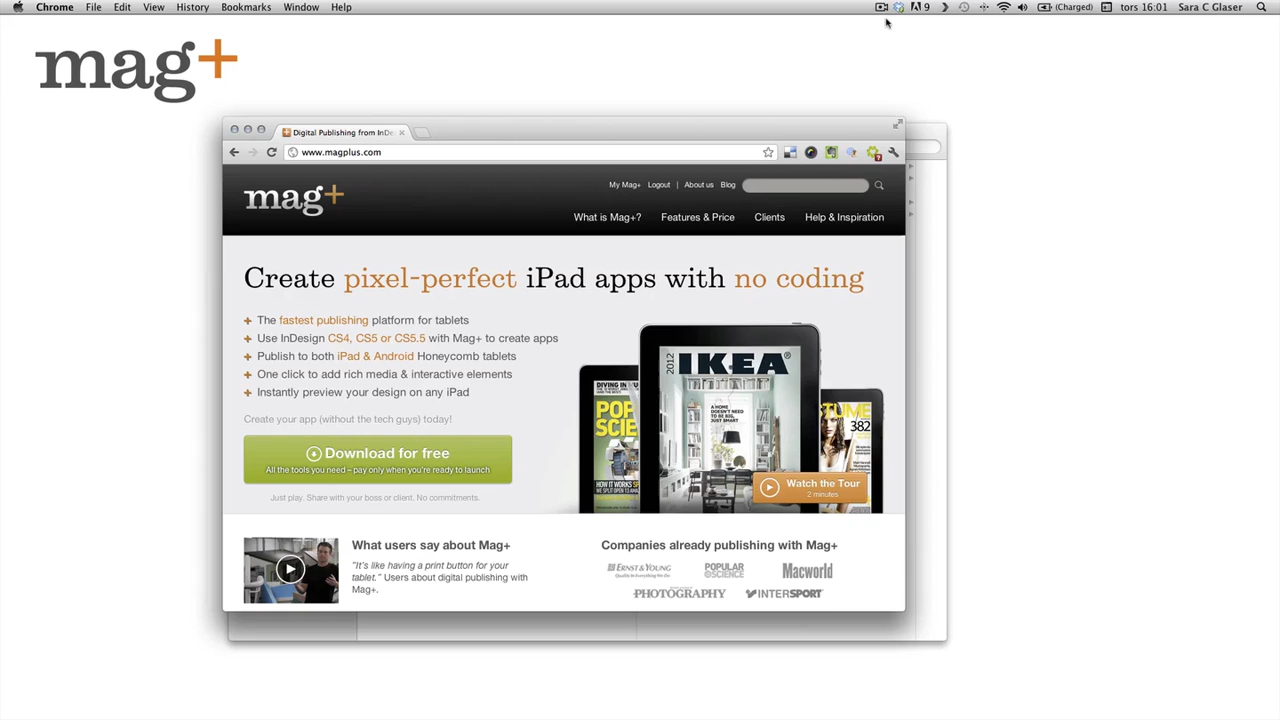 Chrome File Edit View History Bookmarks Window Help
9 (Charged) tors 16:01 Sara C Glaser
mag+
Digital Publishing from InDe
www.magplus.com
My Mag+ Logout | About us Blog
mag+
What is Mag+? Features & Price Clients Help & Inspiration
Create pixel-perfect iPad apps with no coding
The fastest publishing platform for tablets
Use InDesign CS4, CS5 or CS5.5 with Mag+ to create apps
Publish to both iPad & Android Honeycomb tablets
One click to add rich media & interactive elements
Instantly preview your design on any iPad
Create your app (without the tech guys) today!
Download for free
All the tools you need – pay only when you're ready to launch
Just play. Share with your boss or client. No commitments.
2012
IKEA®
A HOME
DOESN'T NEED
TO BE BIG,
JUST SMART
DIVING IN
POP
SCIE
HOW IT WORKS
TUME
382
Watch the Tour
2 minutes
What users say about Mag+
"It's like having a print button for your
tablet." Users about digital publishing with
Mag+.
Companies already publishing with Mag+
ERNST & YOUNG
Quality In Everything We Do
POPULAR
SCIENCE
Macworld
PHOTOGRAPHY
INTERSPORT